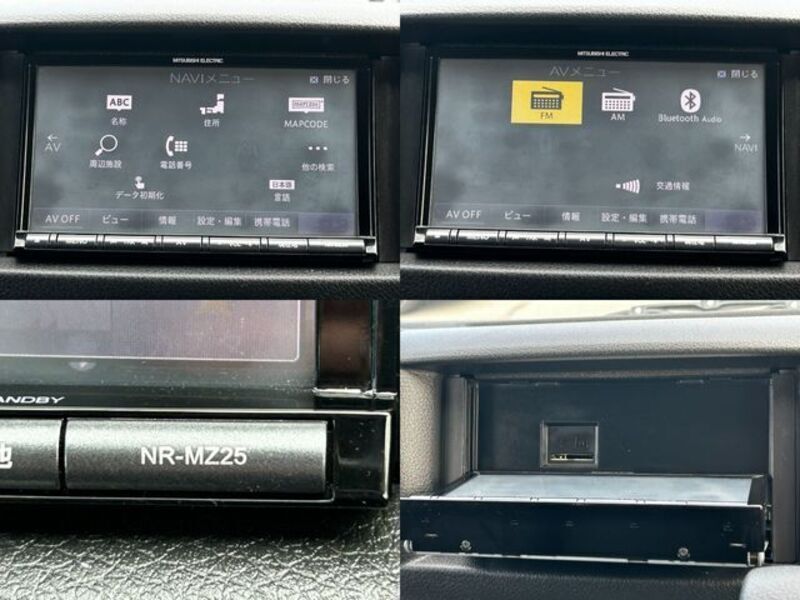 MITSUBISHI ELECTRIC
NAVIメニュー
閉じる
ABC
名称
住所
MAPCODE
MAPCODE
AV
周辺施設
電話番号
他の検索
データ初期化
日本語
言語
AV OFF
ビュー
情報
設定・編集
携帯電話
MITSUBISHI ELECTRIC
AVメニュー
閉じる
FM
AM
Bluetooth Audio
NAVI
交通情報
AV OFF
ビュー
情報
設定・編集
携帯電話
ANDBY
地
NR-MZ25